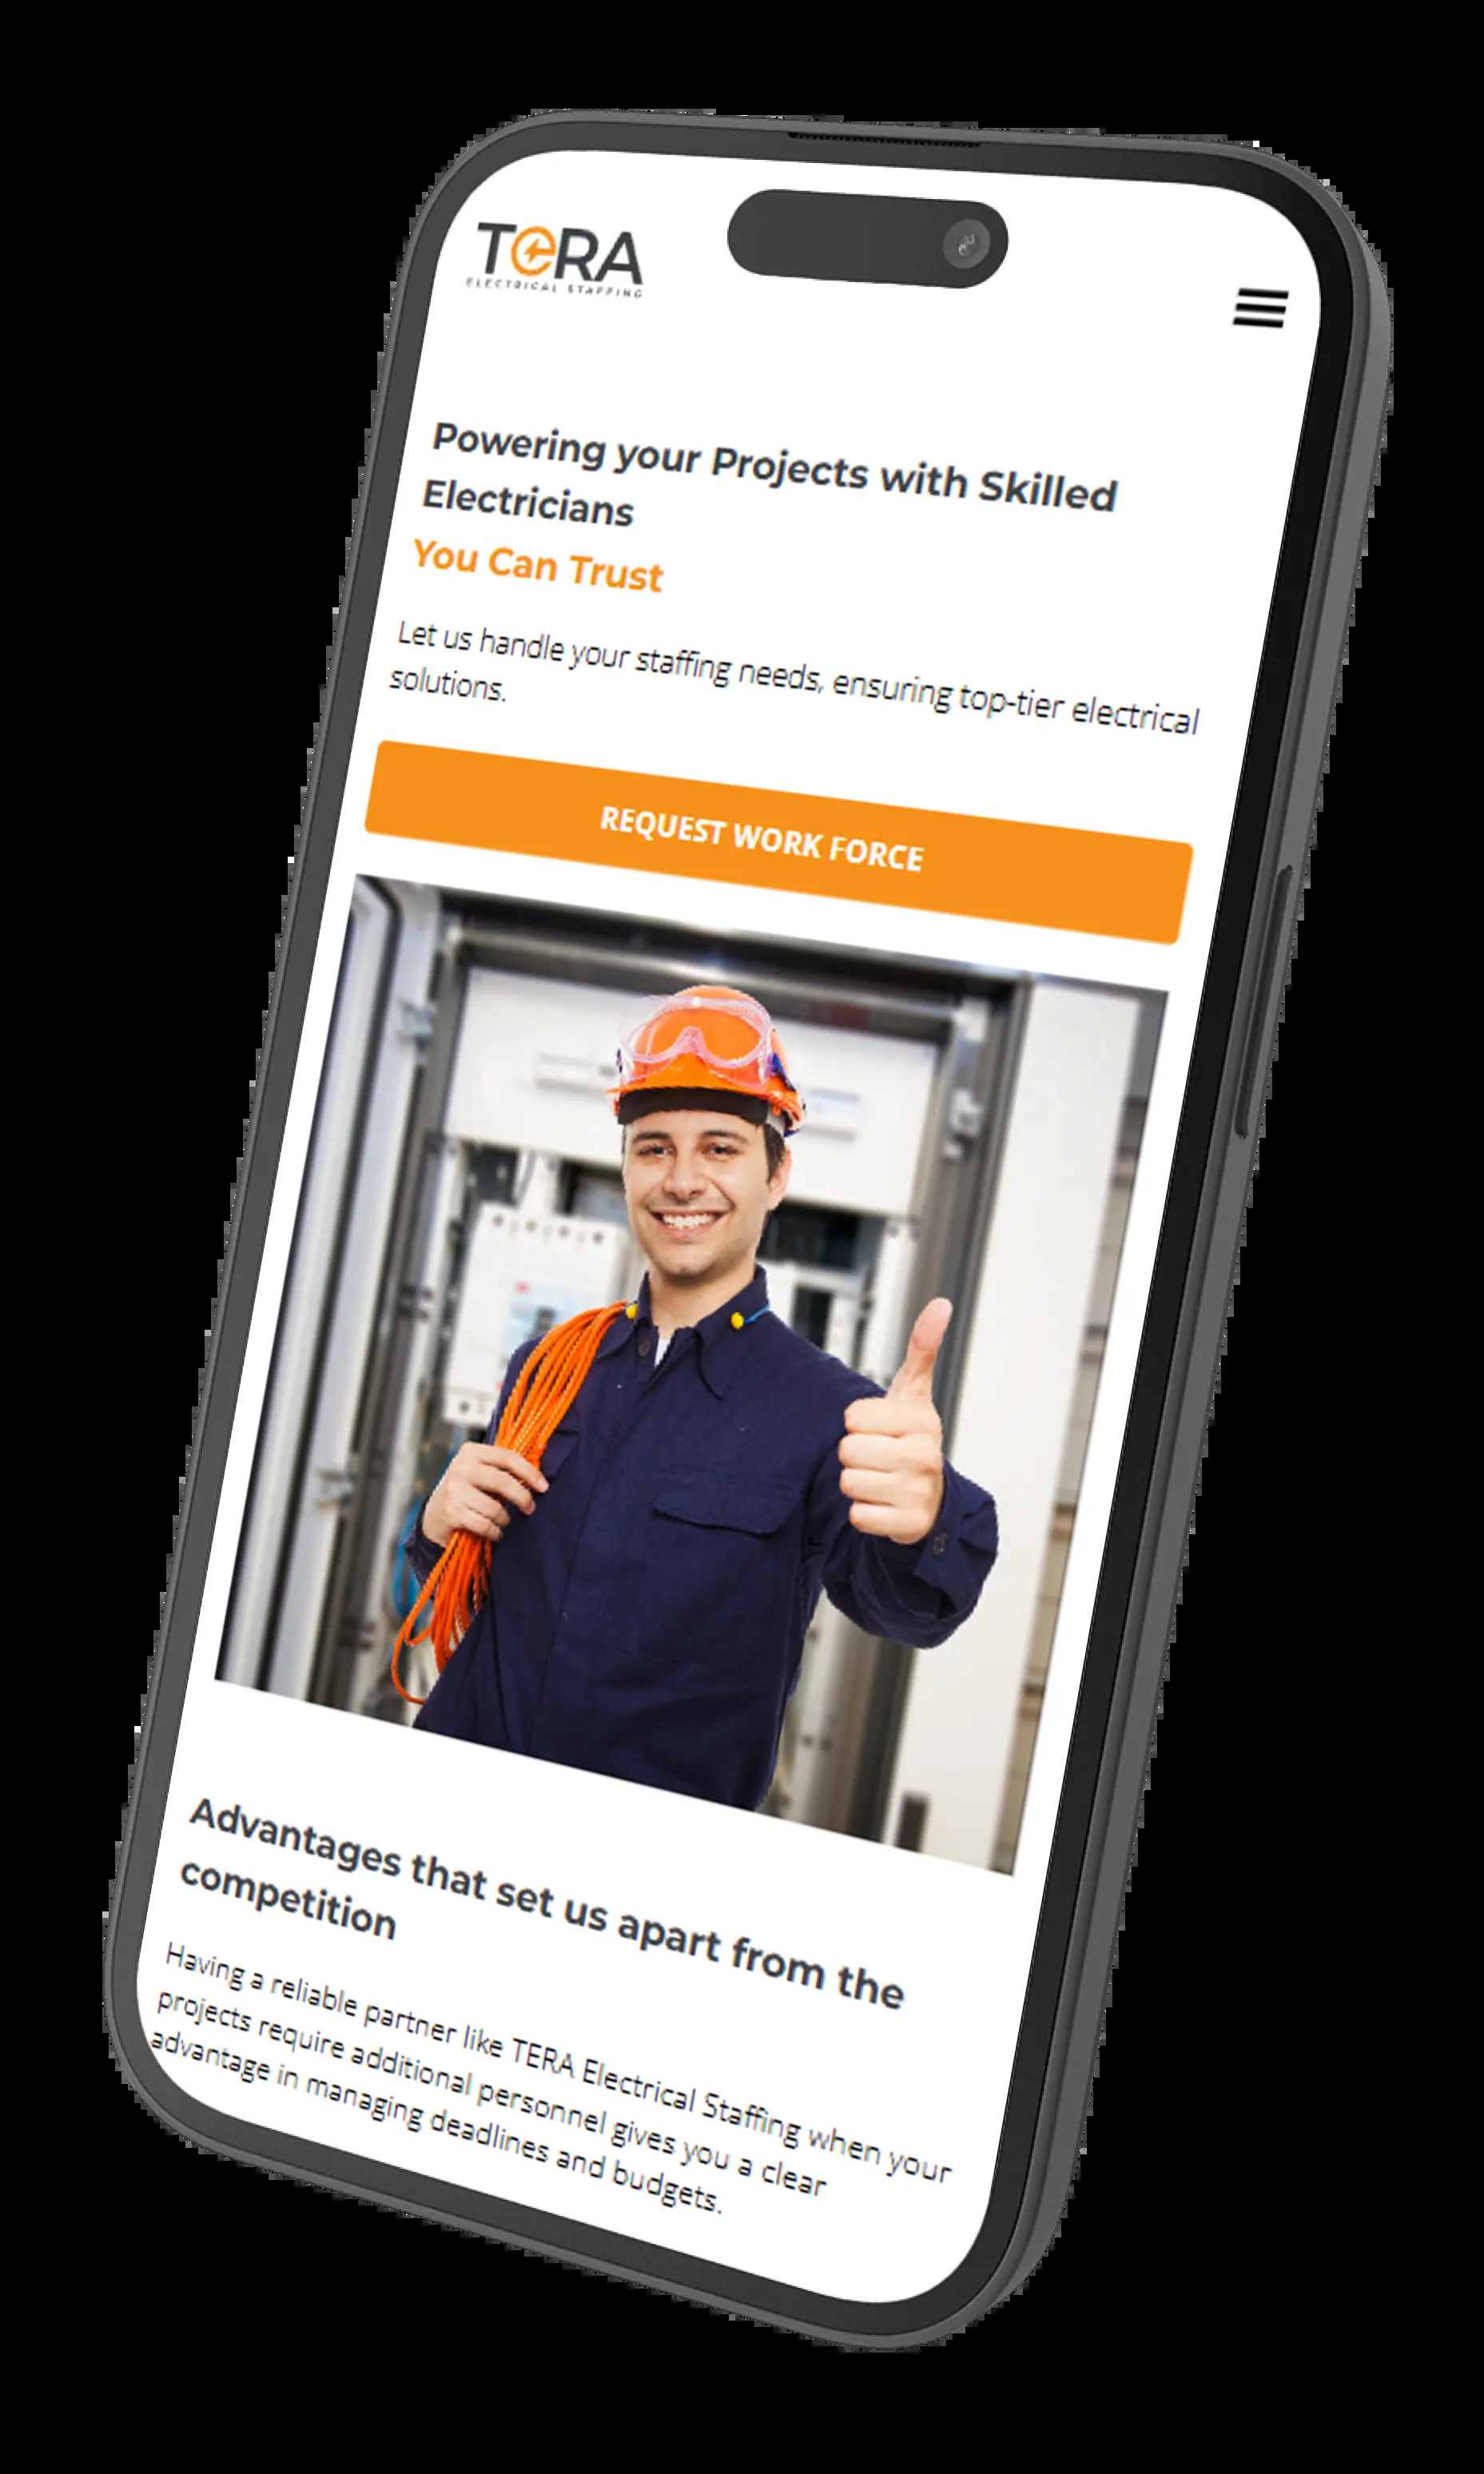 TERA
ELECTRICAL STAFFING
Powering your Projects with Skilled
Electricians
You Can Trust
Let us handle your staffing needs, ensuring top-tier electrical
solutions.
REQUEST WORK FORCE
Advantages that set us apart from the
competition
Having a reliable partner like TERA Electrical Staffing when your
projects require additional personnel gives you a clear
advantage in managing deadlines and budgets.